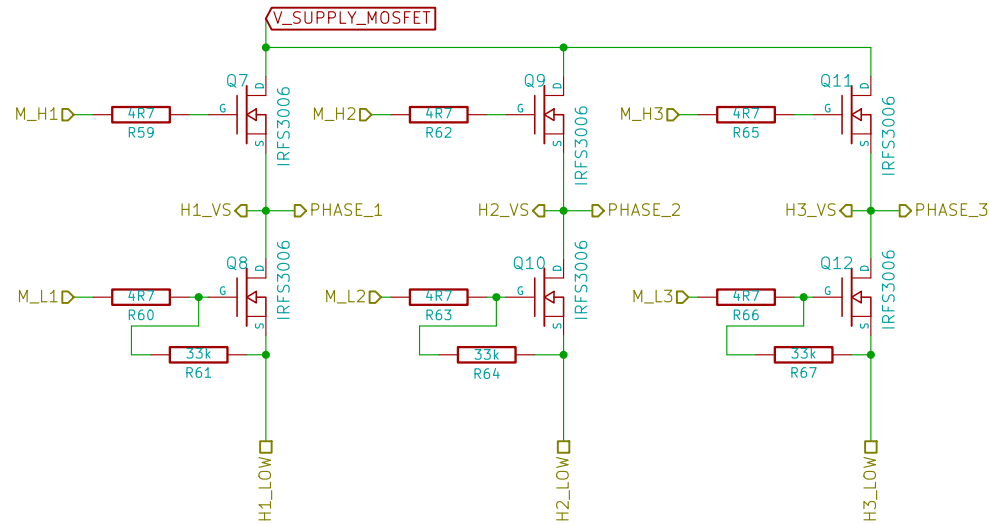 V_SUPPLY_MOSFET
Q7
D
M_H1
4R7
R59
G
S
IRFS3006
Q9
D
M_H2
4R7
R62
G
S
IRFS3006
Q11
D
M_H3
4R7
R65
G
S
IRFS3006
H1_VS
PHASE_1
H2_VS
PHASE_2
H3_VS
PHASE_3
Q8
D
M_L1
4R7
R60
G
S
IRFS3006
33k
R61
Q10
D
M_L2
4R7
R63
G
S
IRFS3006
33k
R64
Q12
D
M_L3
4R7
R66
G
S
IRFS3006
33k
R67
H1_LOW
H2_LOW
H3_LOW